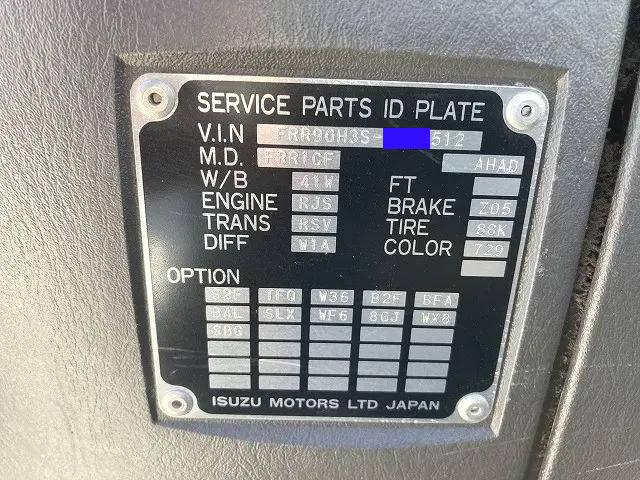 SERVICE PARTS ID PLATE
V.I.N FRR90H3S- 512
M.D. FRR1CF AHAD
W/B 41W FT
ENGINE RJS BRAKE Z05
TRANS RSV TIRE 88K
DIFF W1A COLOR 729
OPTION
S2F TFQ W36 B2F BFA
BAL SLX WF6 8GJ WX8
SBG
ISUZU MOTORS LTD JAPAN